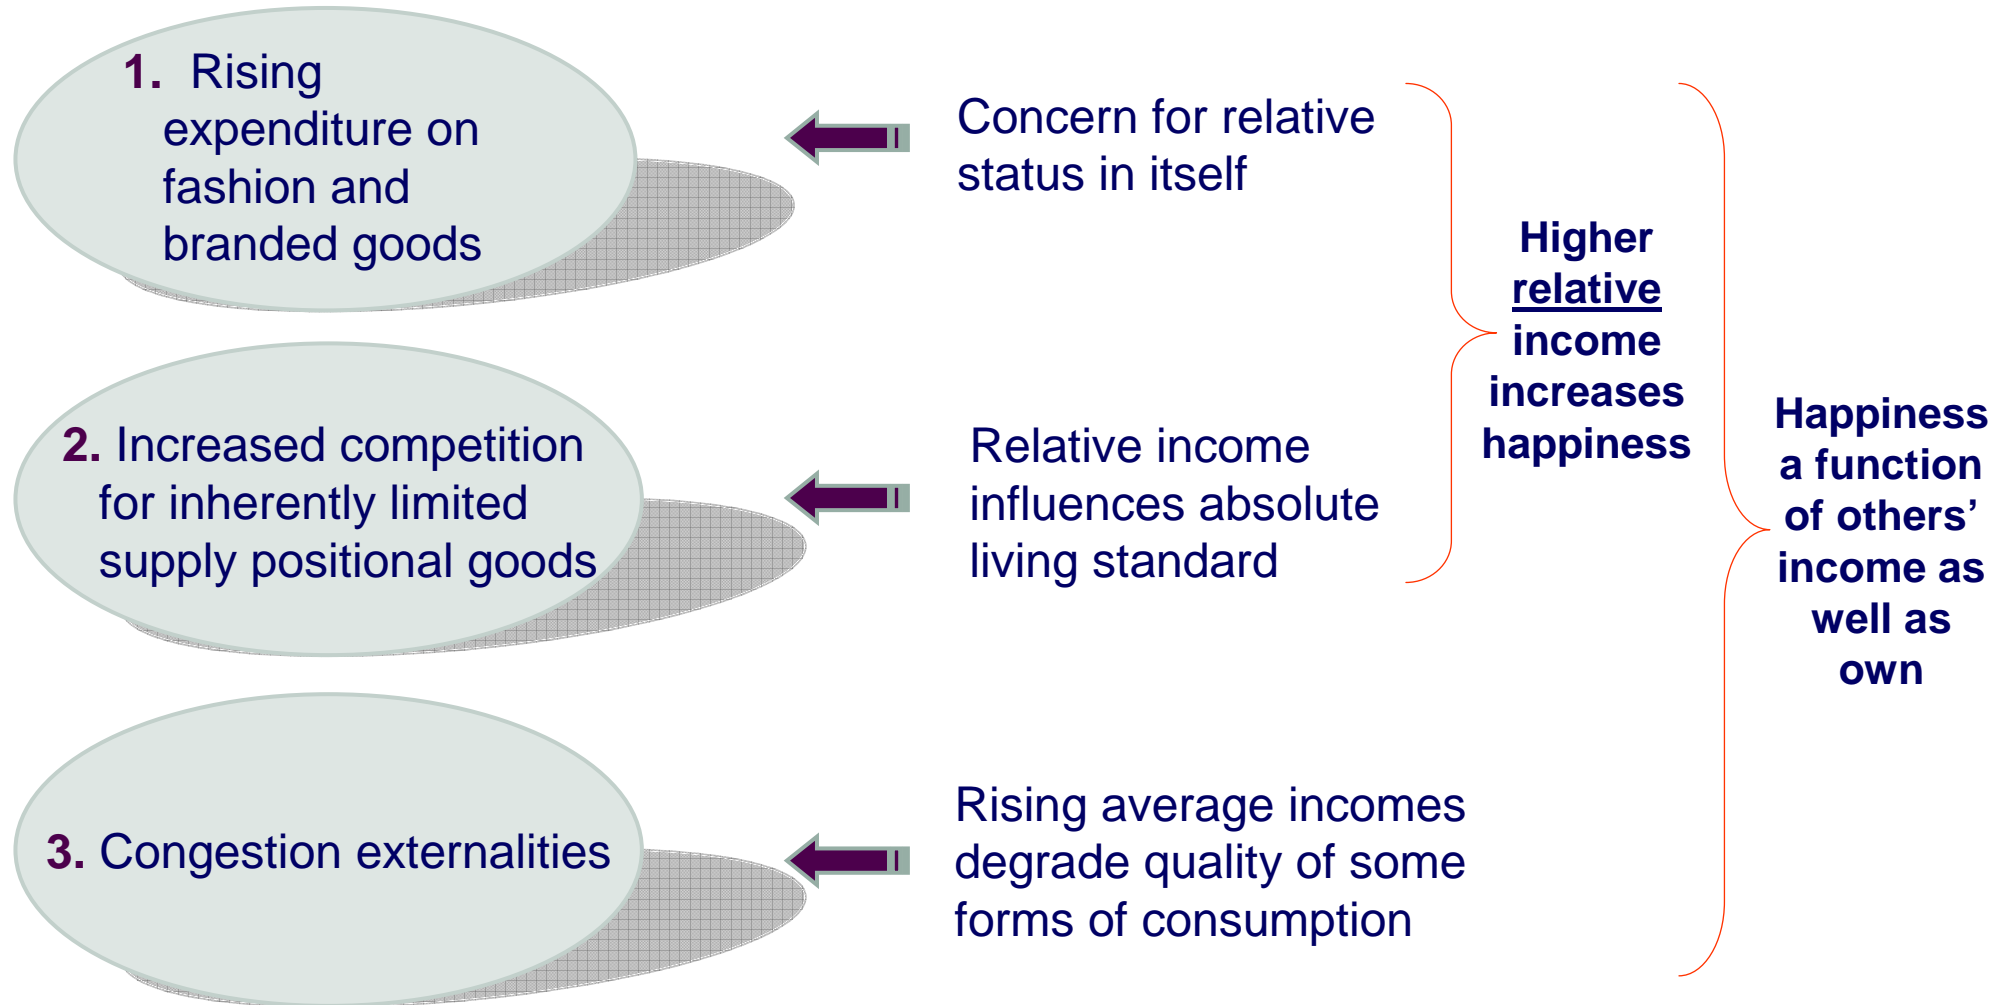 1. Rising
expenditure on
fashion and
branded goods
Concern for relative
status in itself
2. Increased competition
for inherently limited
supply positional goods
Relative income
influences absolute
living standard
3. Congestion externalities
Rising average incomes
degrade quality of some
forms of consumption
Higher
relative
income
increases
happiness
Happiness
a function
of others’
income as
well as
own